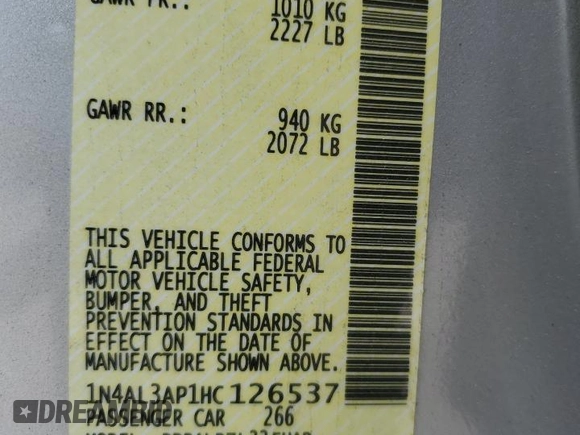 GAWR FR.: 1010 KG
2227 LB
GAWR RR.: 940 KG
2072 LB
THIS VEHICLE CONFORMS TO
ALL APPLICABLE FEDERAL
MOTOR VEHICLE SAFETY,
BUMPER, AND THEFT
PREVENTION STANDARDS IN
EFFECT ON THE DATE OF
MANUFACTURE SHOWN ABOVE.
1N4AL3AP1HC126537
PASSENGER CAR 266